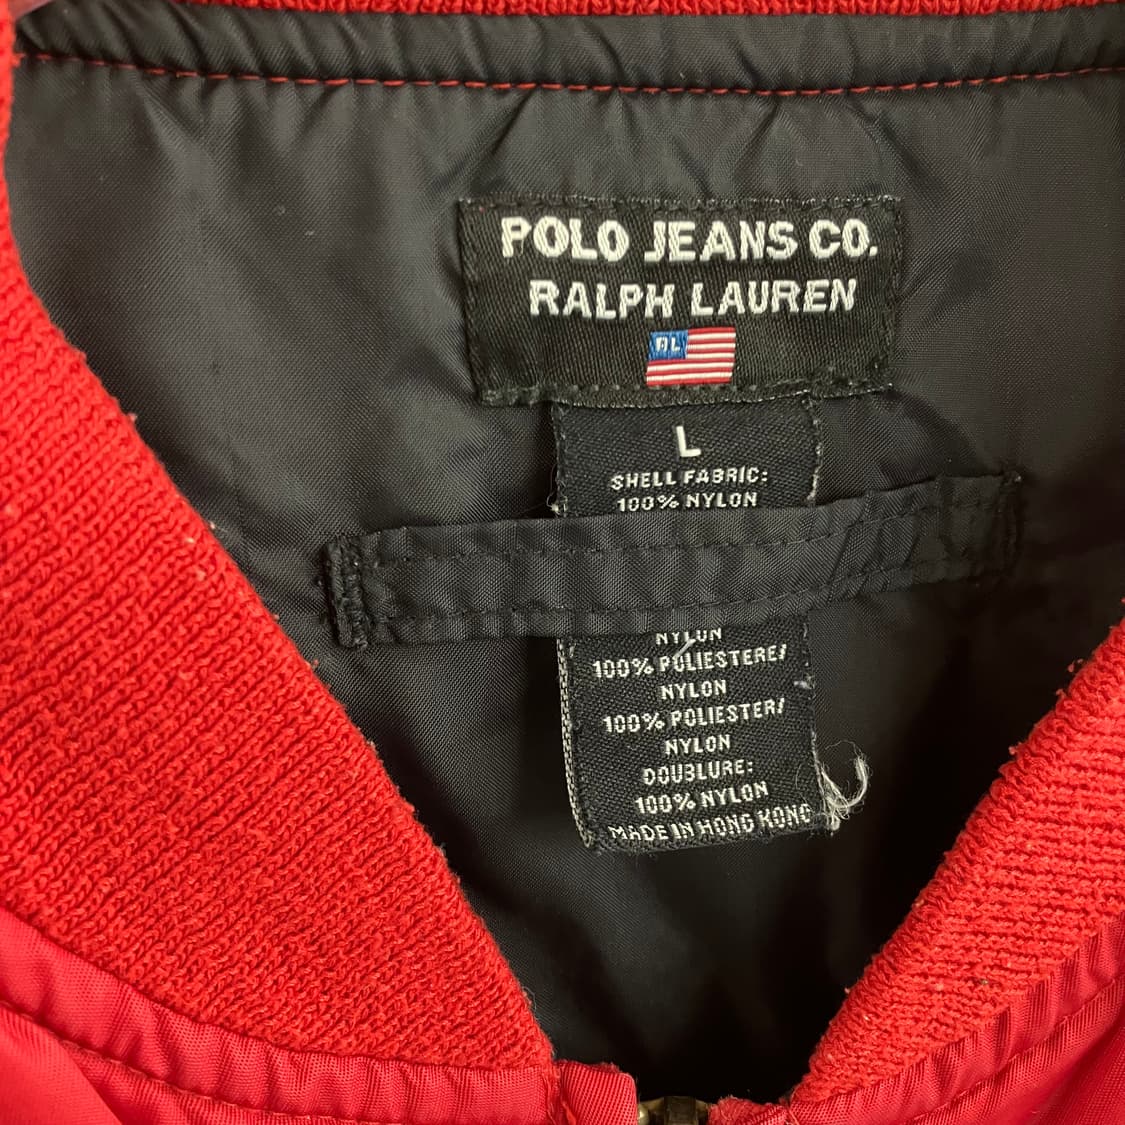 POLO JEANS CO.
RALPH LAUREN
RL
L
SHELL FABRIC:
100% NYLON
NYLON
100% POLIESTERE/
NYLON
100% POLIESTER/
NYLON
DOUBLURE:
100% NYLON
MADE IN HONG KONG